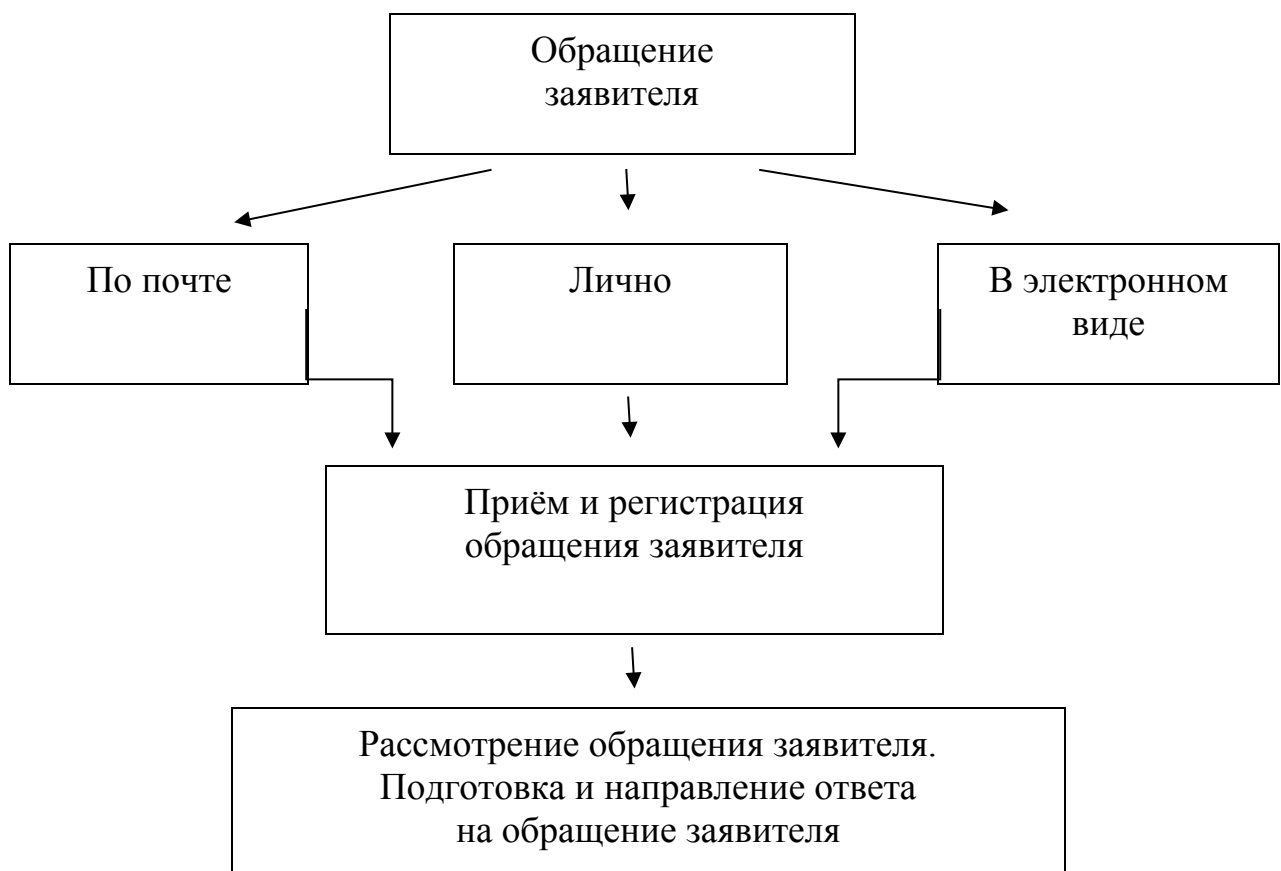 Обращение
заявителя
По почте
Лично
В электронном
виде
Приём и регистрация
обращения заявителя
Рассмотрение обращения заявителя.
Подготовка и направление ответа
на обращение заявителя